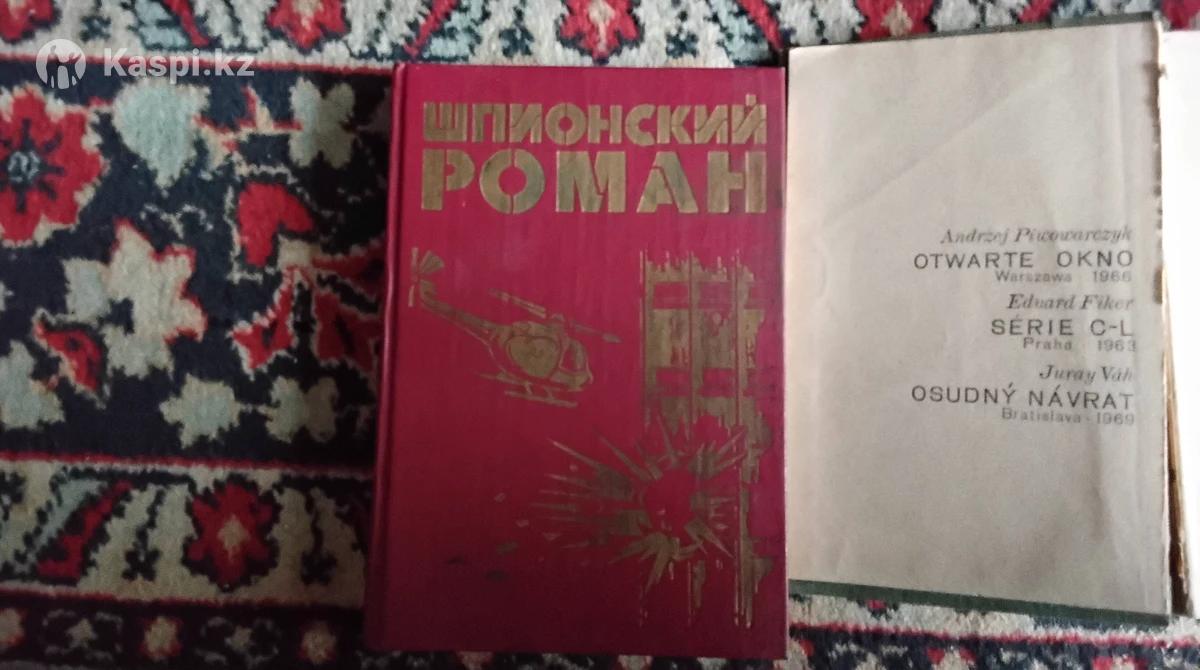 Kaspi.kz
ШПИОНСКИЙ
РОМАН
Andrzej Piwowarczyk
OTWARTE OKNO
Warszawa 1966
Eduard Fiker
SÉRIE C-L
Praha 1963
Juray Váh
OSUDNÝ NÁVRAT
Bratislava - 1969